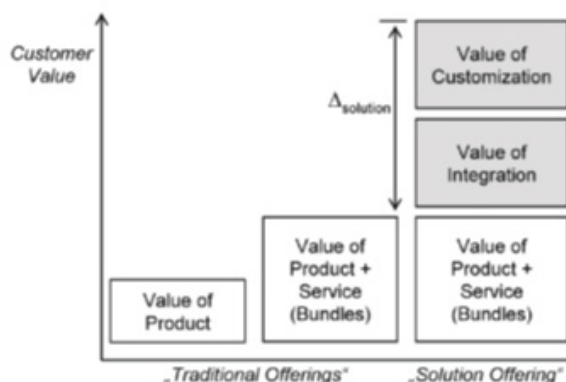 Customer
Value
Value of
Customization
Δsolution
Value of
Integration
Value of
Product
Value of
Product +
Service
(Bundles)
Value of
Product +
Service
(Bundles)
„Traditional Offerings“
„Solution Offering“